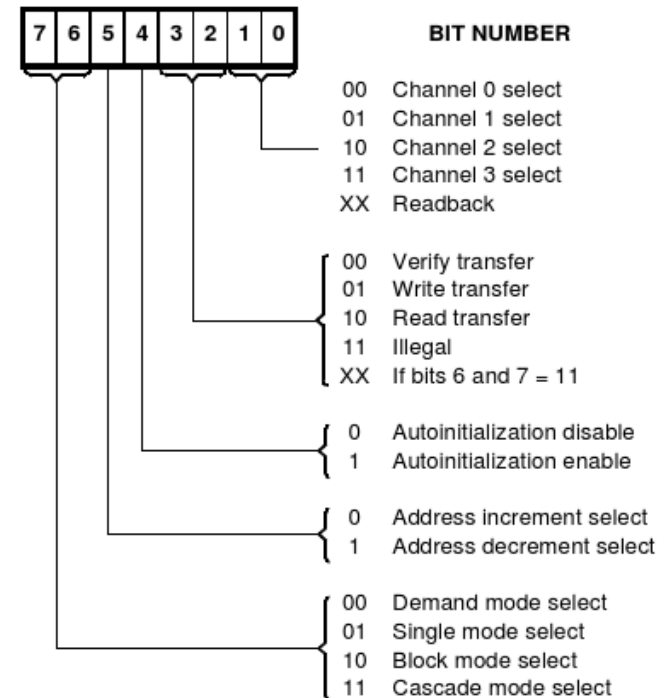 7 6 5 4 3 2 1 0
BIT NUMBER
00 Channel 0 select
01 Channel 1 select
10 Channel 2 select
11 Channel 3 select
XX Readback
00 Verify transfer
01 Write transfer
10 Read transfer
11 Illegal
XX If bits 6 and 7 = 11
0 Autoinitialization disable
1 Autoinitialization enable
0 Address increment select
1 Address decrement select
00 Demand mode select
01 Single mode select
10 Block mode select
11 Cascade mode select